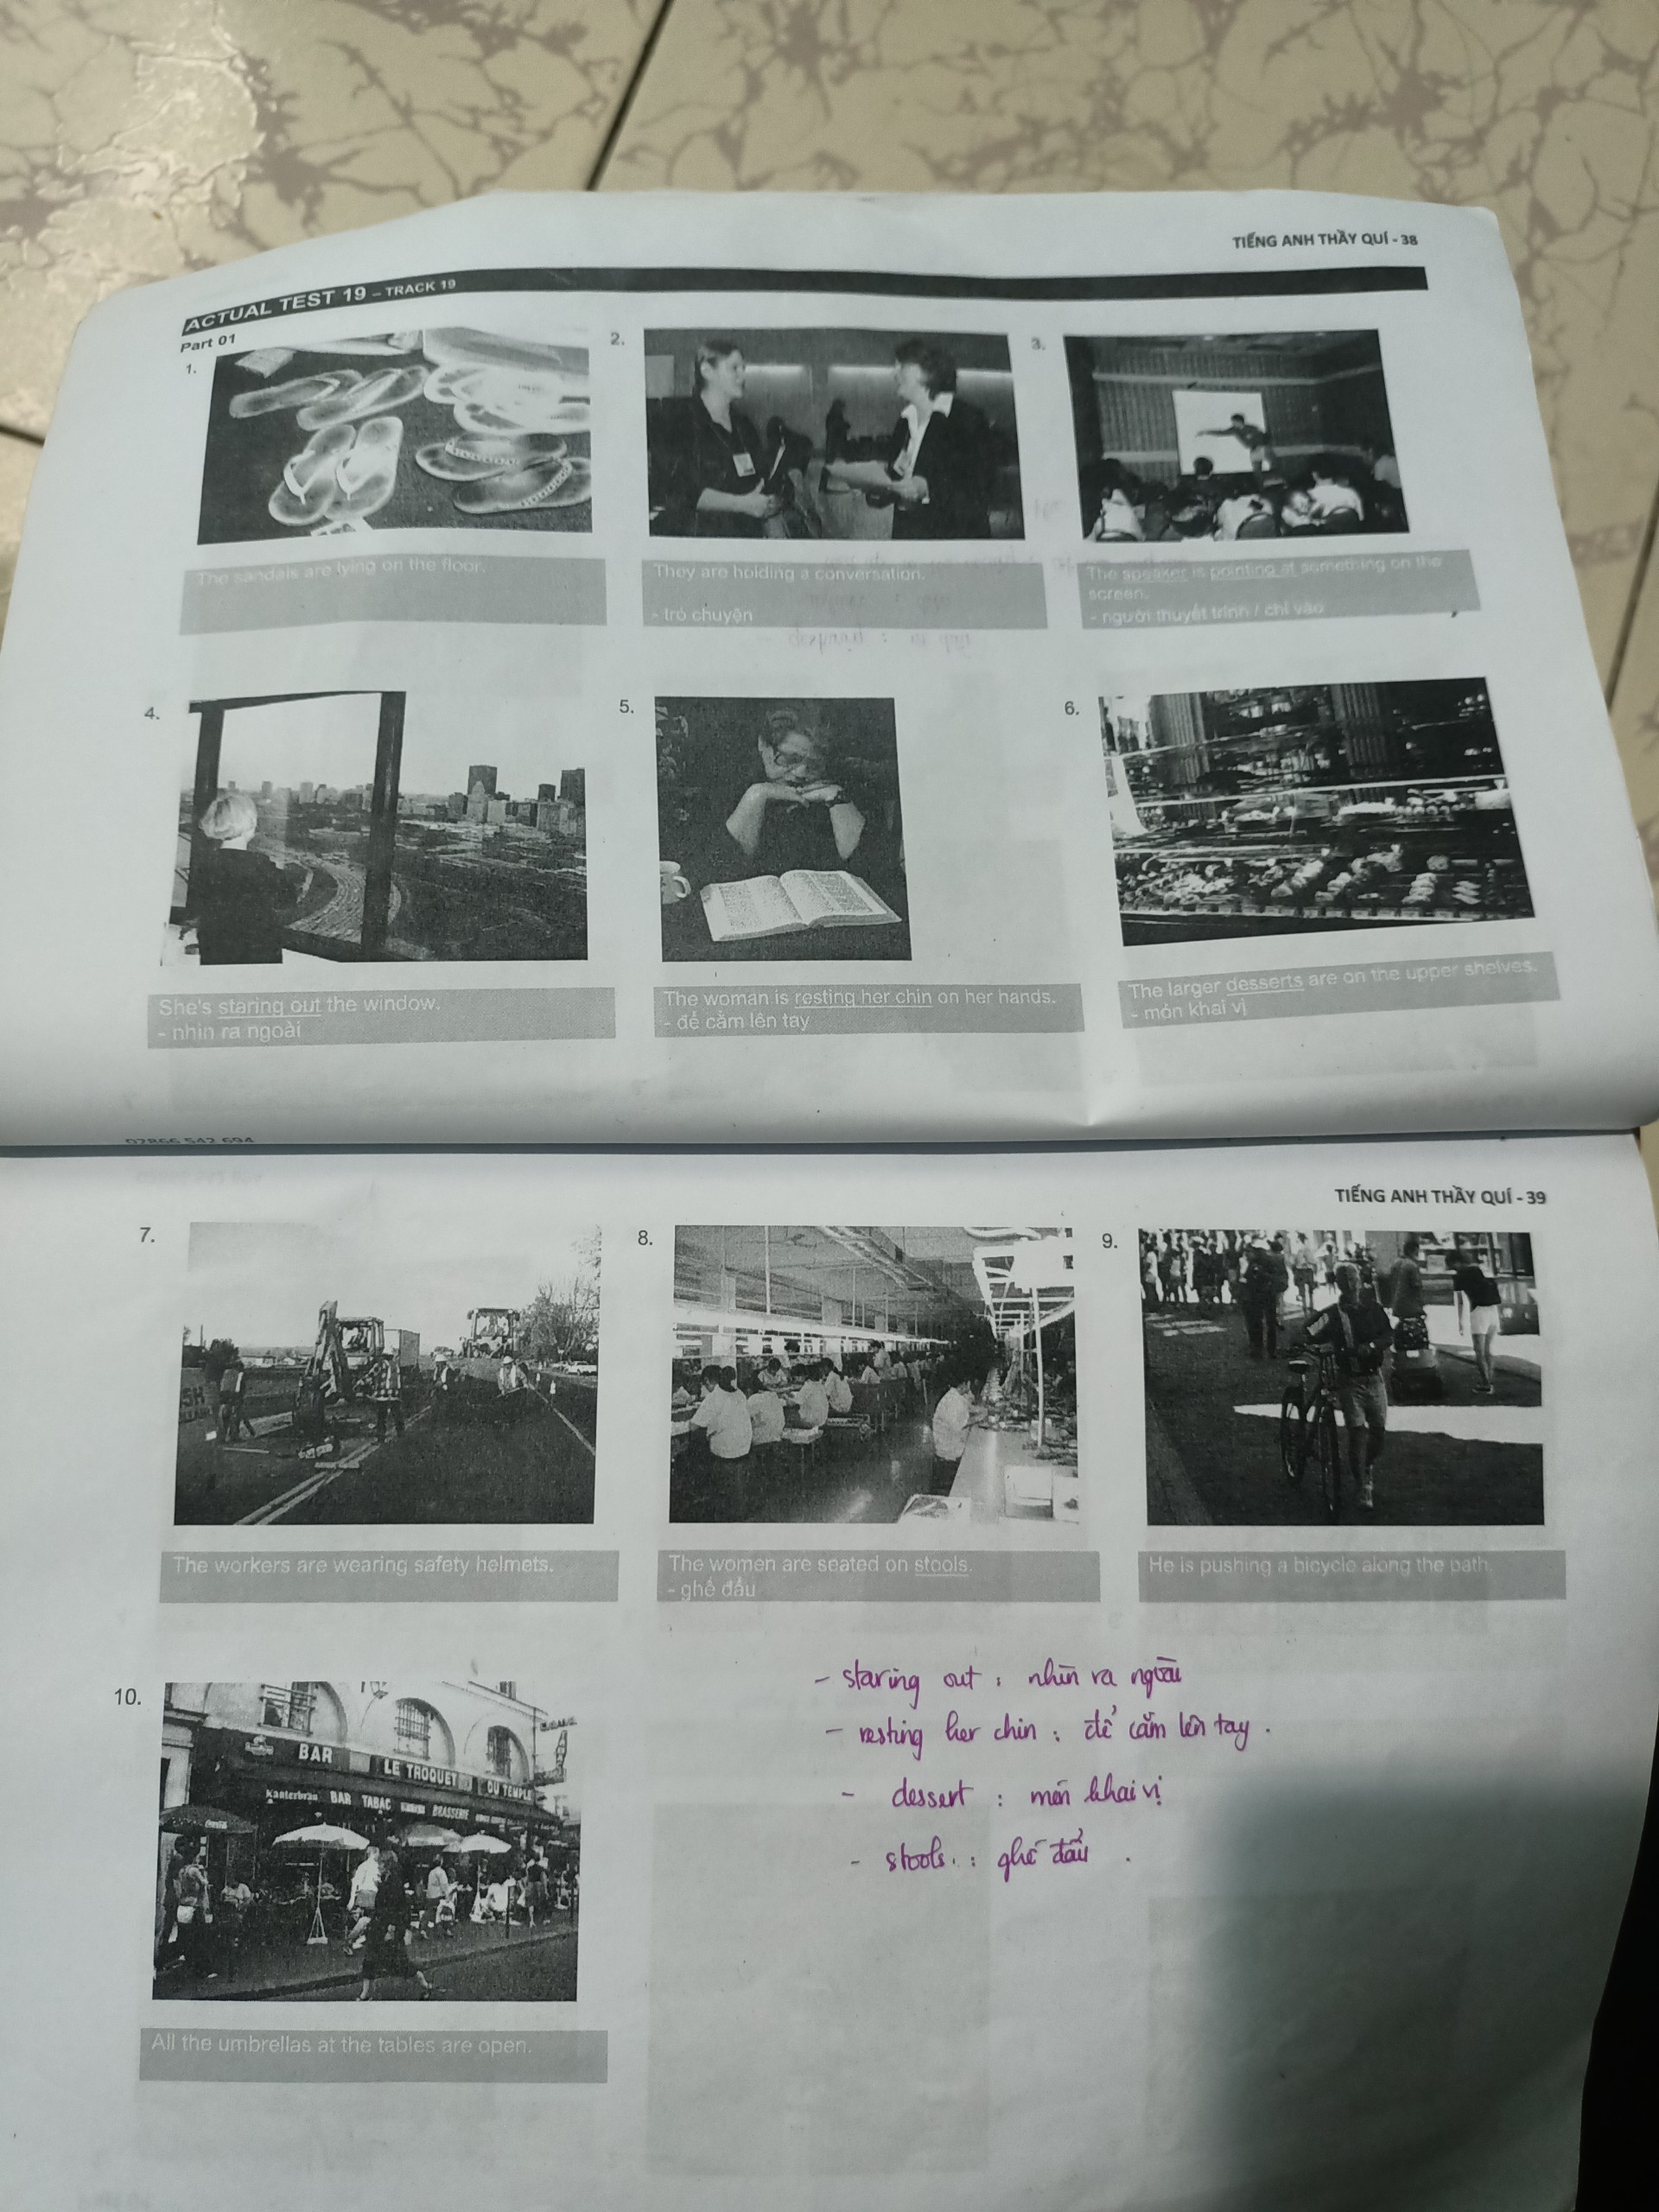 TIẾNG ANH THẦY QUÍ - 38
ACTUAL TEST 19 – TRACK 19
Part 01
1.
2.
3.
The sandals are lying on the floor.
They are holding a conversation.
- trò chuyện
The speaker is pointing at something on the
screen.
- người thuyết trình / chỉ vào
4.
5.
6.
She's staring out the window.
- nhìn ra ngoài
The woman is resting her chin on her hands.
- để cằm lên tay
The larger desserts are on the upper shelves.
- món khai vị
02866 542 694
TIẾNG ANH THẦY QUÍ - 39
7.
8.
9.
The workers are wearing safety helmets.
The women are seated on stools.
- ghế đẩu
He is pushing a bicycle along the path.
10.
BAR
LE TROQUET DU TEMPLE
Kanterbräu BAR TABAC BRASSERIE
All the umbrellas at the tables are open.
- staring out : nhìn ra ngoài
- resting her chin : để cằm lên tay .
- dessert : món khai vị
- stools : ghế đẩu .